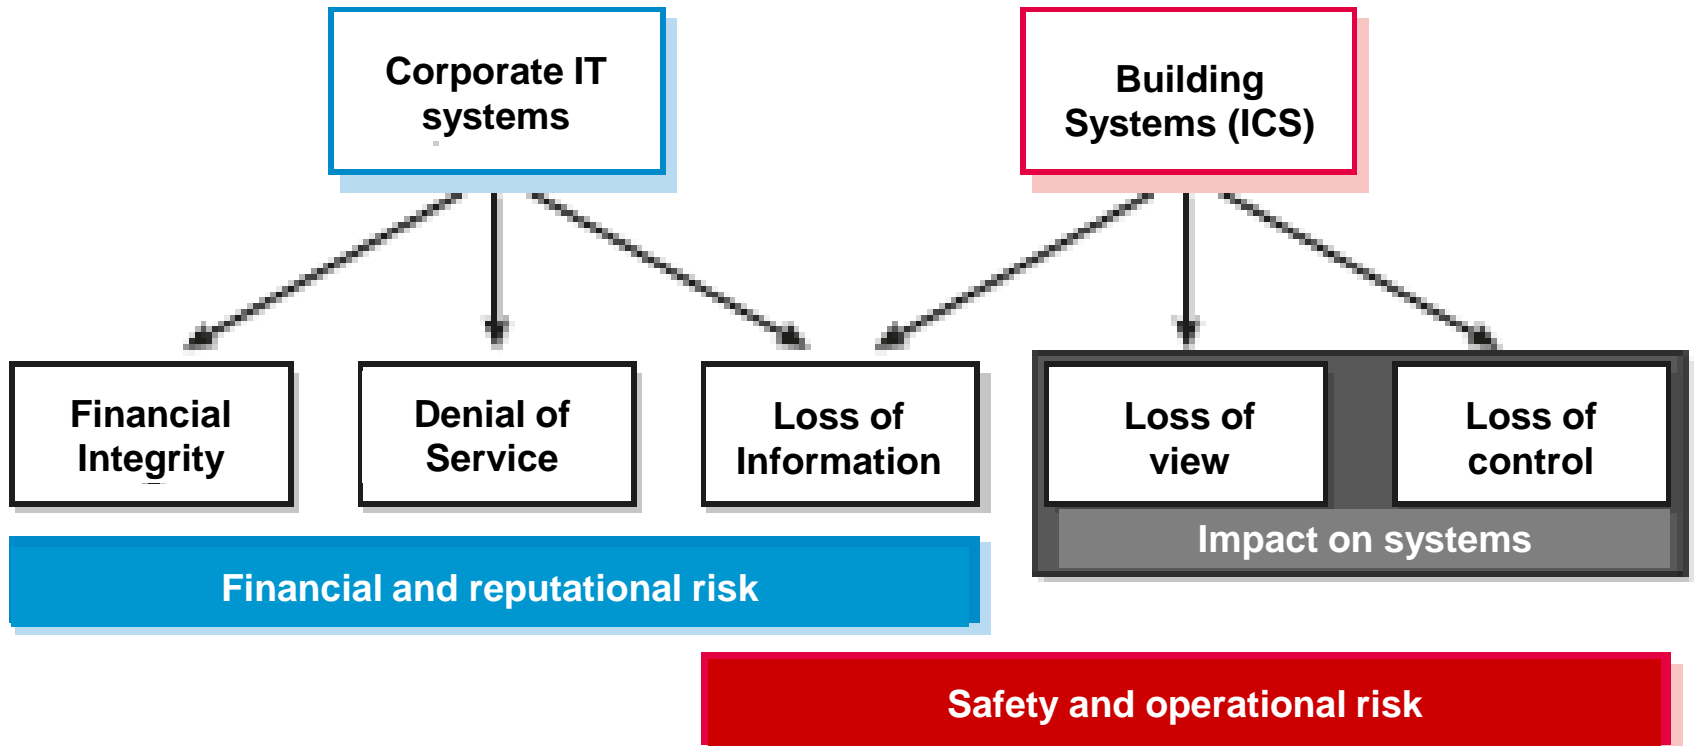 Corporate IT
systems
Building
Systems (ICS)
Financial
Integrity
Denial of
Service
Loss of
Information
Loss of
view
Loss of
control
Impact on systems
Financial and reputational risk
Safety and operational risk